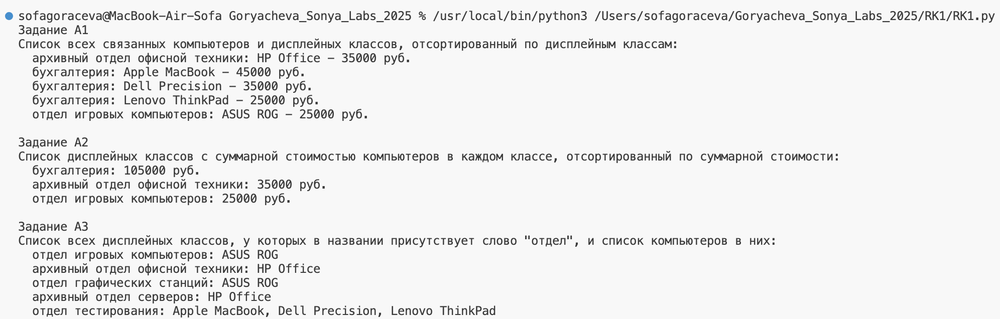 sofagoraceva@MacBook-Air-Sofa Goryacheva_Sonya_Labs_2025 % /usr/local/bin/python3 /Users/sofagoraceva/Goryacheva_Sonya_Labs_2025/RK1/RK1.py
Задание А1
Список всех связанных компьютеров и дисплейных классов, отсортированный по дисплейным классам:
архивный отдел офисной техники: HP Office - 35000 руб.
бухгалтерия: Apple MacBook - 45000 руб.
бухгалтерия: Dell Precision - 35000 руб.
бухгалтерия: Lenovo ThinkPad - 25000 руб.
отдел игровых компьютеров: ASUS ROG - 25000 руб.
Задание А2
Список дисплейных классов с суммарной стоимостью компьютеров в каждом классе, отсортированный по суммарной стоимости:
бухгалтерия: 105000 руб.
архивный отдел офисной техники: 35000 руб.
отдел игровых компьютеров: 25000 руб.
Задание А3
Список всех дисплейных классов, у которых в названии присутствует слово "отдел", и список компьютеров в них:
отдел игровых компьютеров: ASUS ROG
архивный отдел офисной техники: HP Office
отдел графических станций: ASUS ROG
архивный отдел серверов: HP Office
отдел тестирования: Apple MacBook, Dell Precision, Lenovo ThinkPad